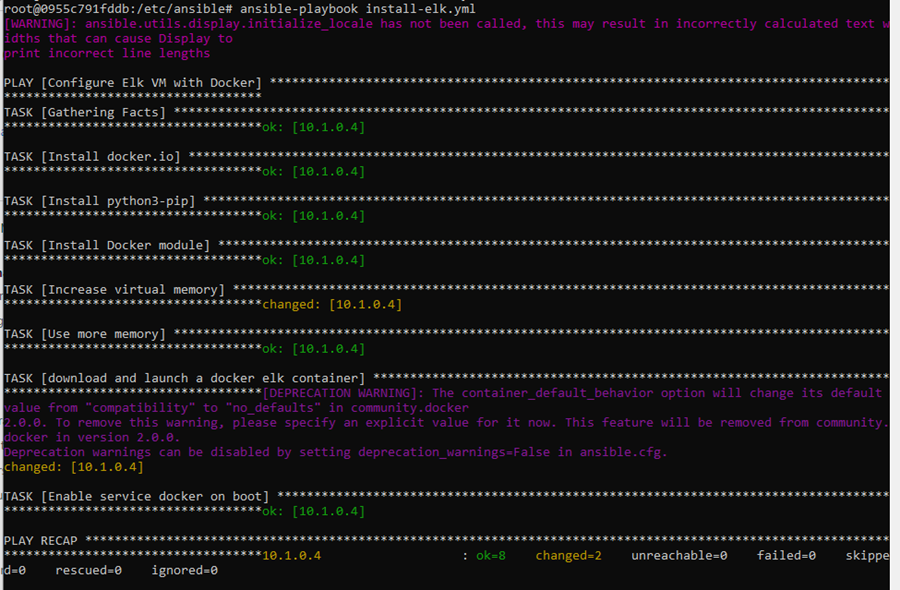 root@0955c791fddb:/etc/ansible# ansible-playbook install-elk.yml
[WARNING]: ansible.utils.display.initialize_locale has not been called, this may result in incorrectly calculated text w
idths that can cause Display to
print incorrect line lengths
PLAY [Configure Elk VM with Docker] *************************************************************************************
***********************************
TASK [Gathering Facts] **************************************************************************************************
***********************************ok: [10.1.0.4]
TASK [Install docker.io] ************************************************************************************************
***********************************ok: [10.1.0.4]
TASK [Install python3-pip] **********************************************************************************************
***********************************ok: [10.1.0.4]
TASK [Install Docker module] ********************************************************************************************
***********************************ok: [10.1.0.4]
TASK [Increase virtual memory] ******************************************************************************************
***********************************changed: [10.1.0.4]
TASK [Use more memory] **************************************************************************************************
***********************************ok: [10.1.0.4]
TASK [download and launch a docker elk container] ***********************************************************************
***********************************[DEPRECATION WARNING]: The container_default_behavior option will change its default
value from "compatibility" to "no_defaults" in community.docker
2.0.0. To remove this warning, please specify an explicit value for it now. This feature will be removed from community.
docker in version 2.0.0.
Deprecation warnings can be disabled by setting deprecation_warnings=False in ansible.cfg.
changed: [10.1.0.4]
TASK [Enable service docker on boot] ************************************************************************************
***********************************ok: [10.1.0.4]
PLAY RECAP **************************************************************************************************************
***********************************10.1.0.4                   : ok=8    changed=2    unreachable=0    failed=0    skippe
d=0    rescued=0    ignored=0